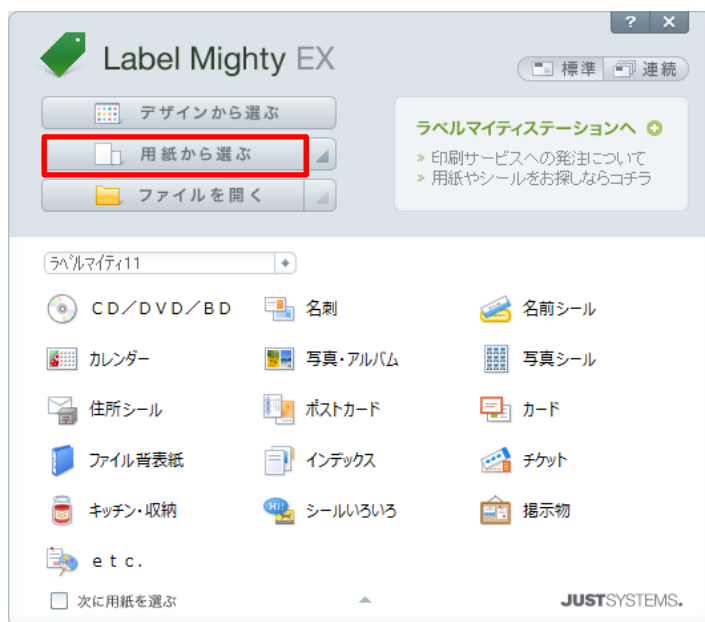 ? X
Label Mighty EX
標準 連続
デザインから選ぶ
用紙から選ぶ
ファイルを開く
ラベルマイティステーションへ
» 印刷サービスへの発注について
» 用紙やシールをお探しならコチラ
ラベルマイティ11
CD/DVD/BD 名刺 名前シール
カレンダー 写真・アルバム 写真シール
住所シール ポストカード カード
ファイル背表紙 インデックス チケット
キッチン・収納 Hi! シールいろいろ 掲示物
etc.
次に用紙を選ぶ
JUSTSYSTEMS.